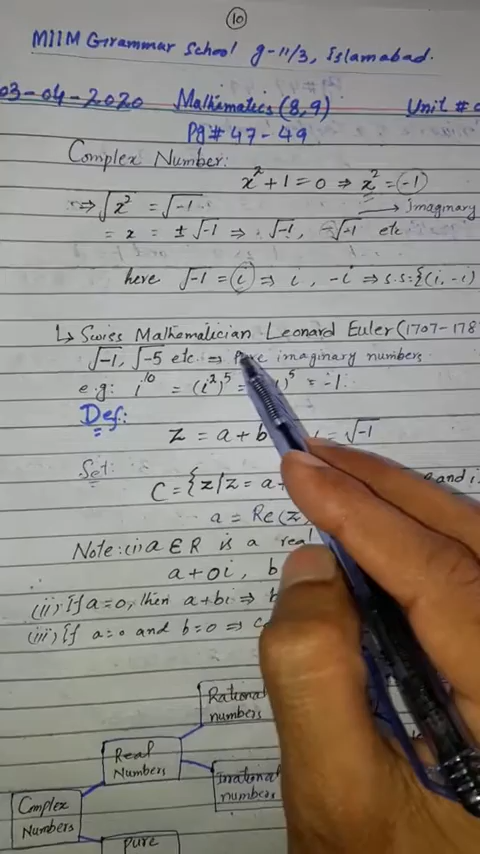 10
MIIM Grammar School g-11/3, Islamabad.
03-04-2020 Mathematics (8,9) Unit #
Pg# 47-49
Complex Number:
x² + 1 = 0 ⇒ x² = -1
⇒ √x² = √-1 → imaginary
= x = ± √-1 ⇒ √-1, -√-1 etc
here √-1 = i ⇒ i, -i ⇒ s.s = {(i, -i)
↳ Swiss Mathematician Leonard Euler (1707-178
√-1, √-5 etc ⇒ Pure imaginary numbers
e.g: i¹⁰ = (i²)⁵ = )⁵ = -1
Def:
z = a + b = √-1
Set:
C = {z/z = a + and i
a = Re(z)
Note: (i) a ∈ R is a real
a + 0i, b
(ii) If a=0, then a+bi ⇒ b
(iii) If a=0 and b=0 ⇒
Rational numbers
Real Numbers
Irrational numbers
Complex Numbers
Pure